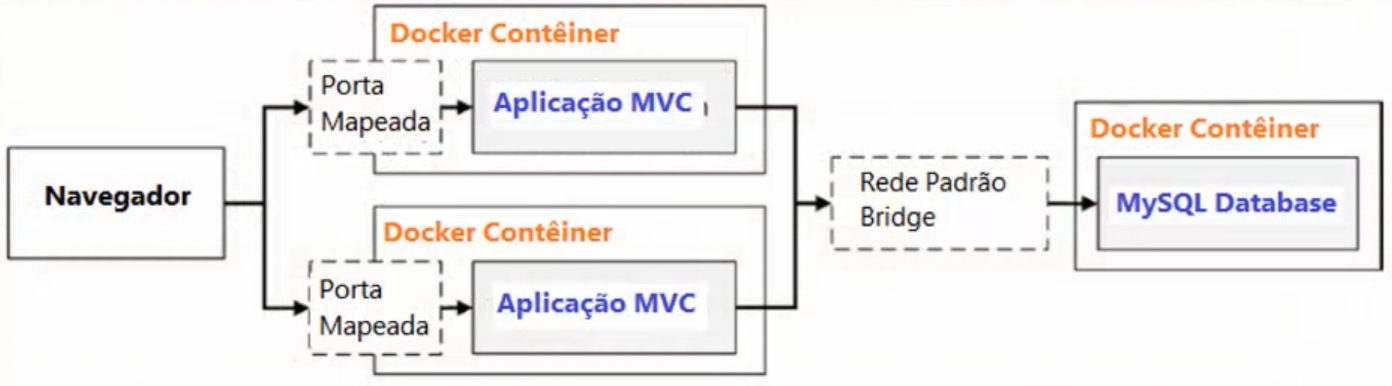 Docker Contêiner
Porta
Mapeada
Aplicação MVC
Navegador
Docker Contêiner
Porta
Mapeada
Aplicação MVC
Rede Padrão
Bridge
Docker Contêiner
MySQL Database